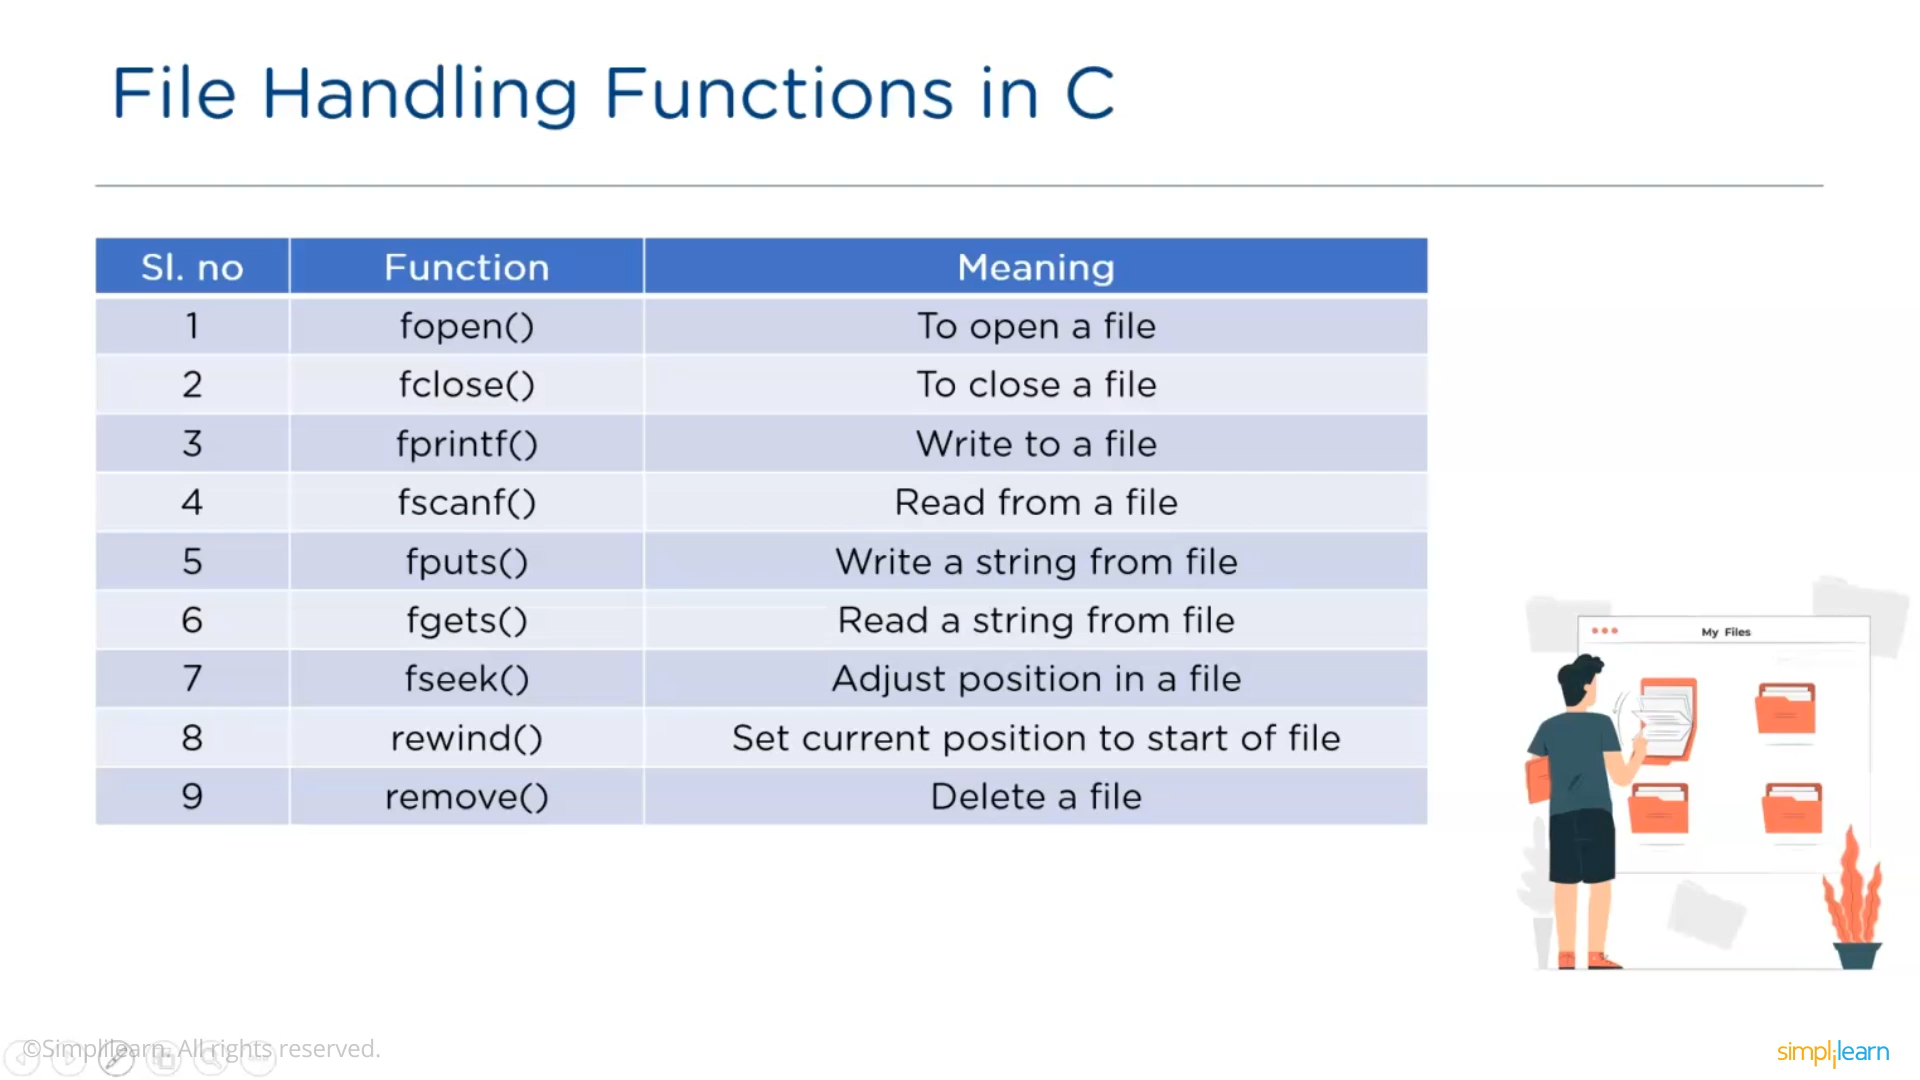 File Handling Functions in C
Sl. no Function Meaning
1 fopen() To open a file
2 fclose() To close a file
3 fprintf() Write to a file
4 fscanf() Read from a file
5 fputs() Write a string from file
6 fgets() Read a string from file
7 fseek() Adjust position in a file
8 rewind() Set current position to start of file
9 remove() Delete a file
My Files
©Simplilearn. All rights reserved.
simplilearn